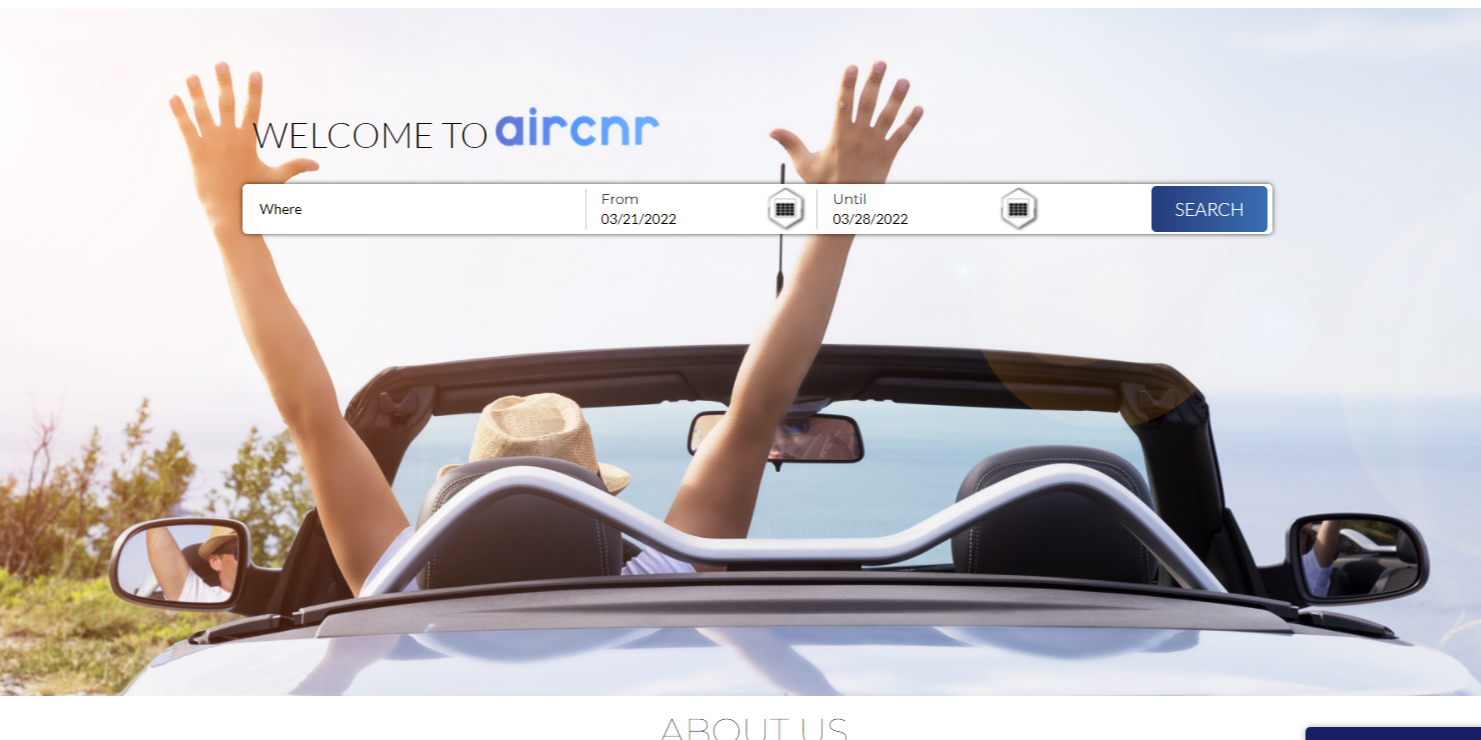 WELCOME TO aircnr
Where
From
03/21/2022
Until
03/28/2022
SEARCH
ABOUT US